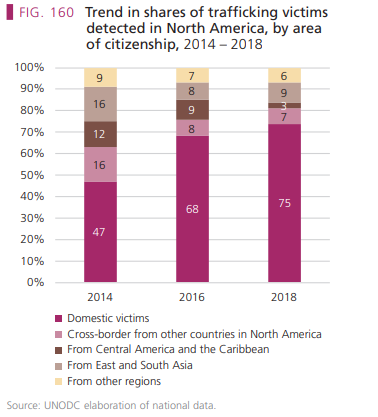 FIG. 160 Trend in shares of trafficking victims
detected in North America, by area
of citizenship, 2014 – 2018
100%
90%
80%
70%
60%
50%
40%
30%
20%
10%
0%
9
16
12
16
47
7
8
9
8
68
6
9
3
7
75
2014 2016 2018
Domestic victims
Cross-border from other countries in North America
From Central America and the Caribbean
From East and South Asia
From other regions
Source: UNODC elaboration of national data.